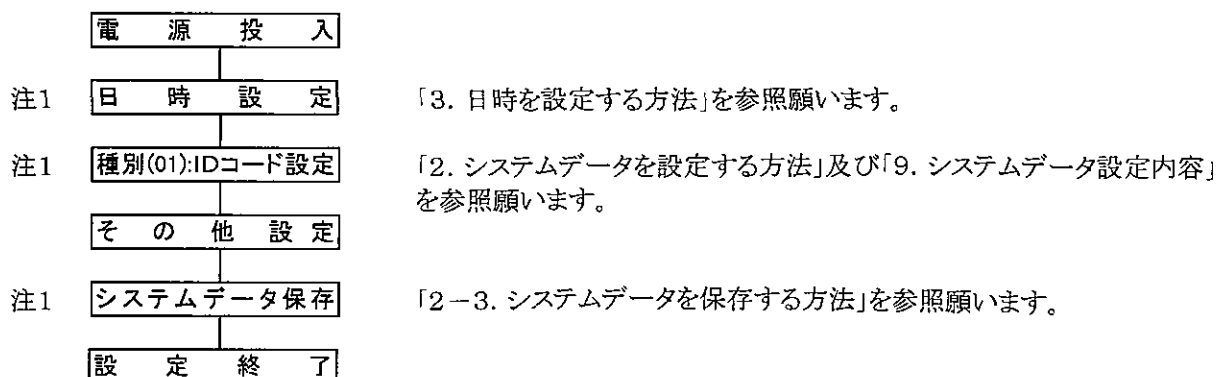 電源投入
注1 日時設定 「3. 日時を設定する方法」を参照願います。
注1 種別(01):IDコード設定 「2. システムデータを設定する方法」及び「9. システムデータ設定内容」
を参照願います。
その他設定
注1 システムデータ保存 「2-3. システムデータを保存する方法」を参照願います。
設定終了